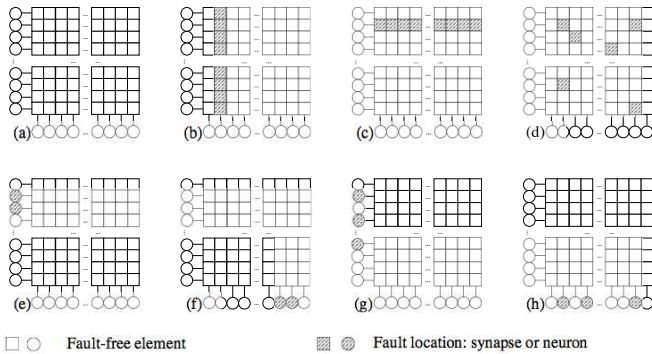 (a) (b) (c) (d)
(e) (f) (g) (h)
Fault-free element
Fault location: synapse or neuron